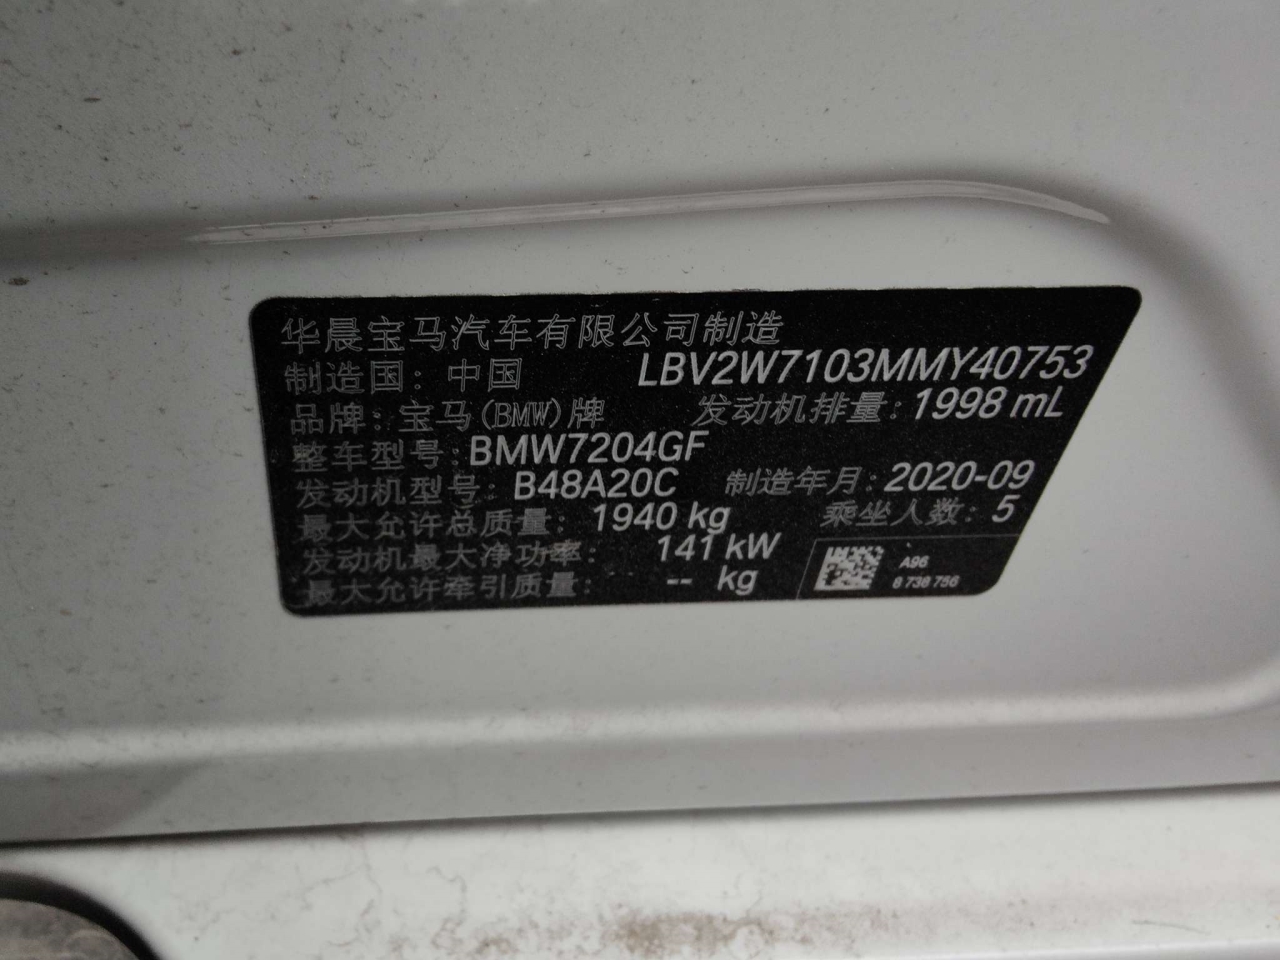 华晨宝马汽车有限公司制造
制造国：中国 LBV2W7103MMY40753
品牌：宝马(BMW)牌 发动机排量：1998 mL
整车型号：BMW7204GF
发动机型号：B48A20C 制造年月：2020-09
最大允许总质量：1940 kg 乘坐人数：5
发动机最大净功率：141 kW
最大允许牵引质量：-- kg
A96
8 738 756